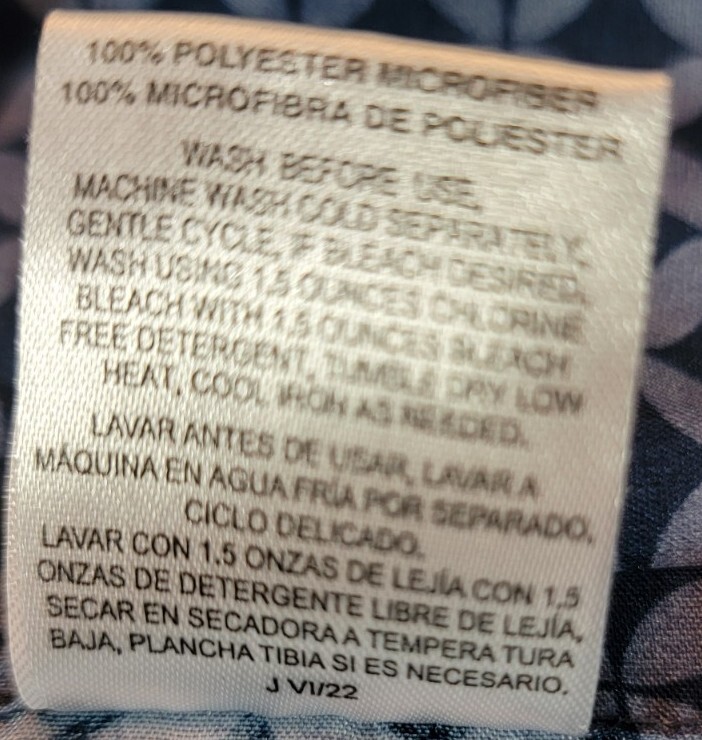 100% POLYESTER MICROFIBER
100% MICROFIBRA DE POLIESTER
WASH BEFORE USE,
MACHINE WASH COLD SEPARATELY,
GENTLE CYCLE, IF BLEACH DESIRED,
WASH USING 1.5 OUNCES CHLORINE
BLEACH WITH 1.5 OUNCES BLEACH
FREE DETERGENT, TUMBLE DRY LOW
HEAT, COOL IRON AS NEEDED.
LAVAR ANTES DE USAR, LAVAR A
MÁQUINA EN AGUA FRÍA POR SEPARADO,
CICLO DELICADO.
LAVAR CON 1.5 ONZAS DE LEJÍA CON 1.5
ONZAS DE DETERGENTE LIBRE DE LEJÍA,
SECAR EN SECADORA A TEMPERA TURA
BAJA, PLANCHA TIBIA SI ES NECESARIO.
J VI/22